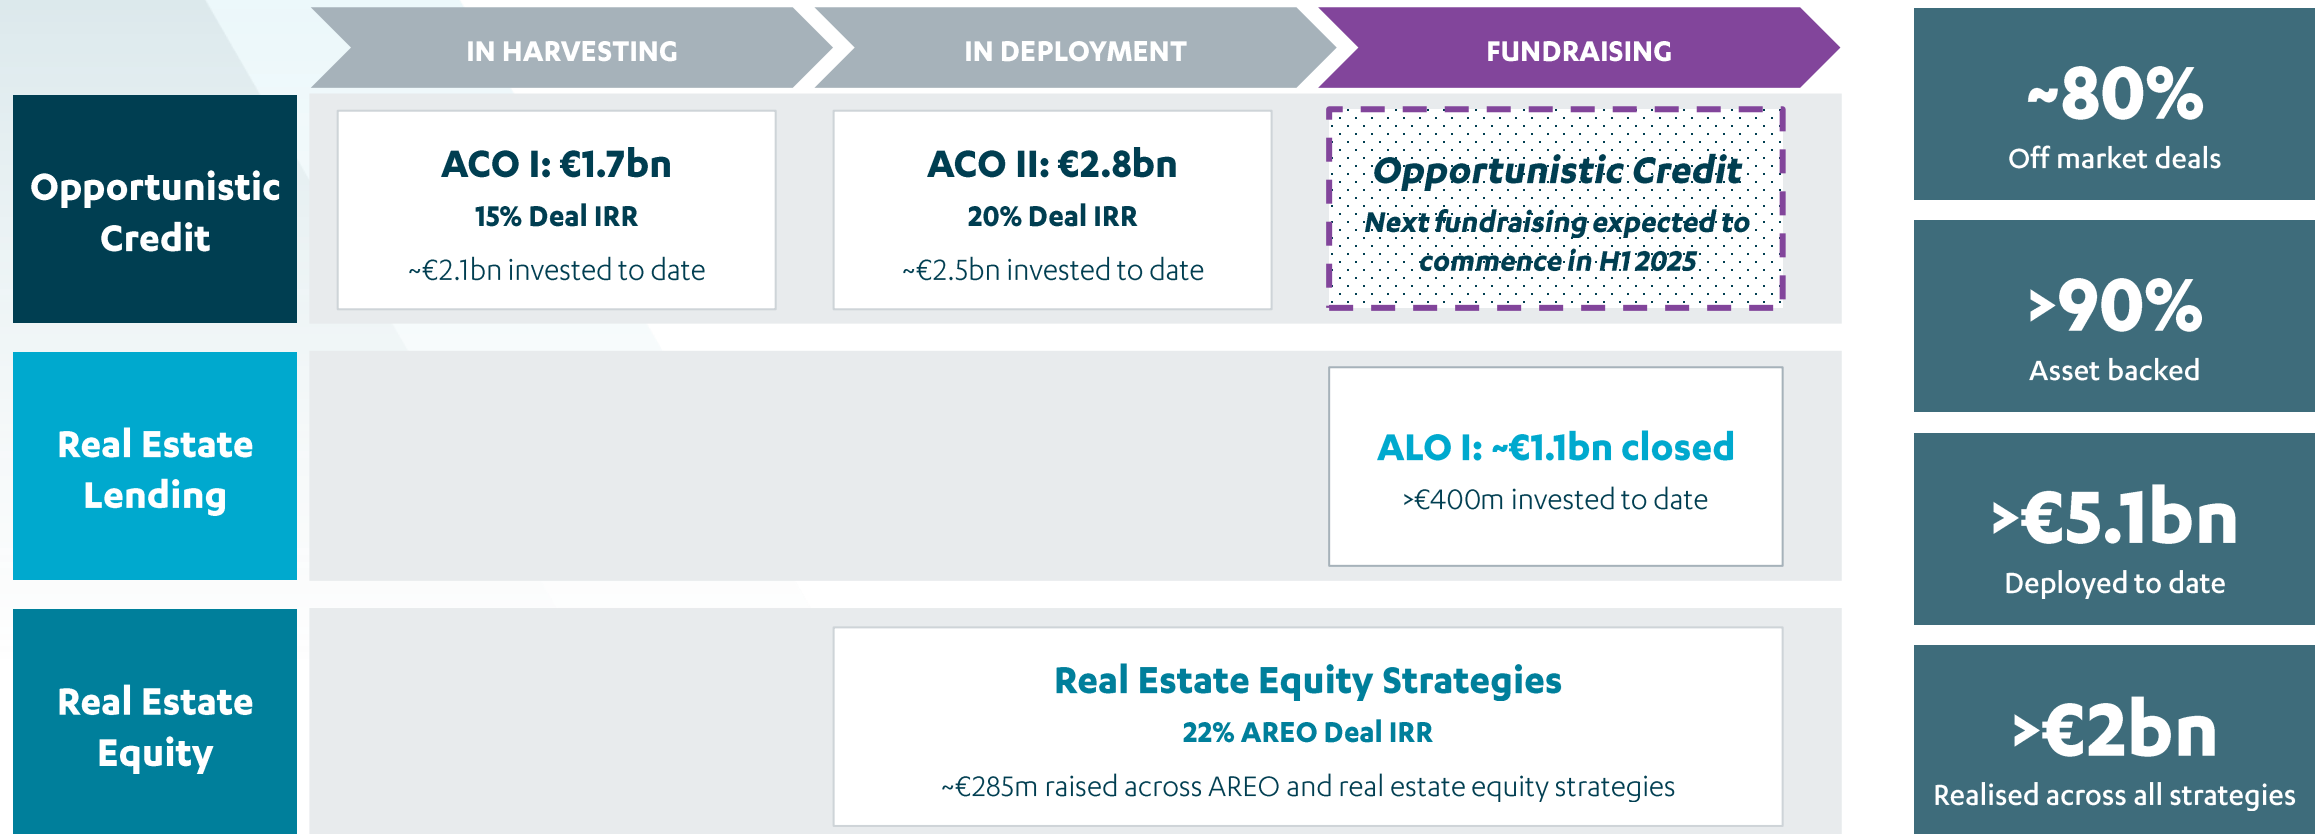 IN HARVESTING
IN DEPLOYMENT
FUNDRAISING
Opportunistic
Credit
ACO I: €1.7bn
15% Deal IRR
~€2.1bn invested to date
ACO II: €2.8bn
20% Deal IRR
~€2.5bn invested to date
Opportunistic Credit
Next fundraising expected to
commence in H1 2025
Real Estate
Lending
ALO I: ~€1.1bn closed
>€400m invested to date
Real Estate
Equity
Real Estate Equity Strategies
22% AREO Deal IRR
~€285m raised across AREO and real estate equity strategies
~80%
Off market deals
>90%
Asset backed
>€5.1bn
Deployed to date
>€2bn
Realised across all strategies